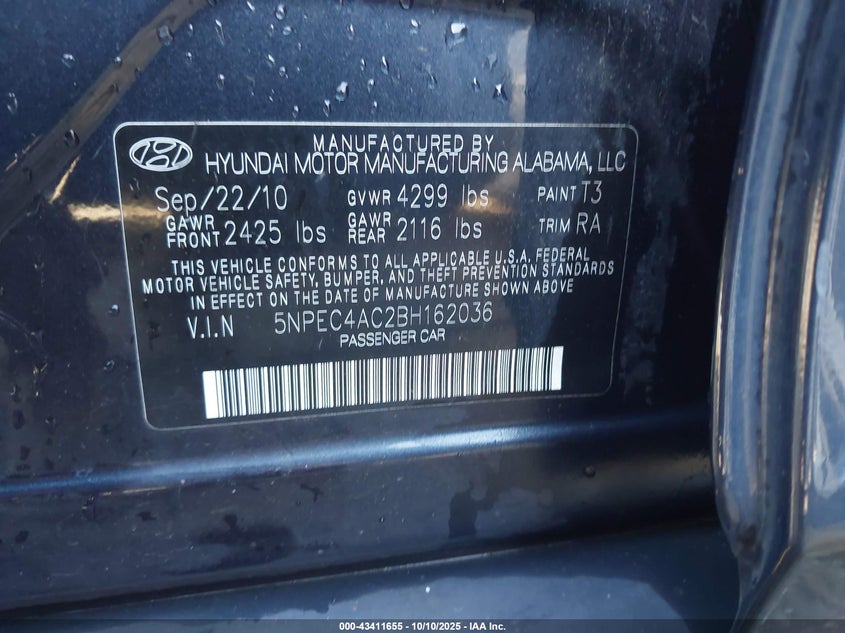 MANUFACTURED BY
HYUNDAI MOTOR MANUFACTURING ALABAMA, LLC
Sep/22/10 GVWR 4299 lbs PAINT T3
GAWR FRONT 2425 lbs GAWR REAR 2116 lbs TRIM RA
THIS VEHICLE CONFORMS TO ALL APPLICABLE U.S.A. FEDERAL
MOTOR VEHICLE SAFETY, BUMPER, AND THEFT PREVENTION STANDARDS
IN EFFECT ON THE DATE OF MANUFACTURE SHOWN ABOVE
V.I.N 5NPEC4AC2BH162036
PASSENGER CAR
000-43411655 - 10/10/2025 - IAA Inc.